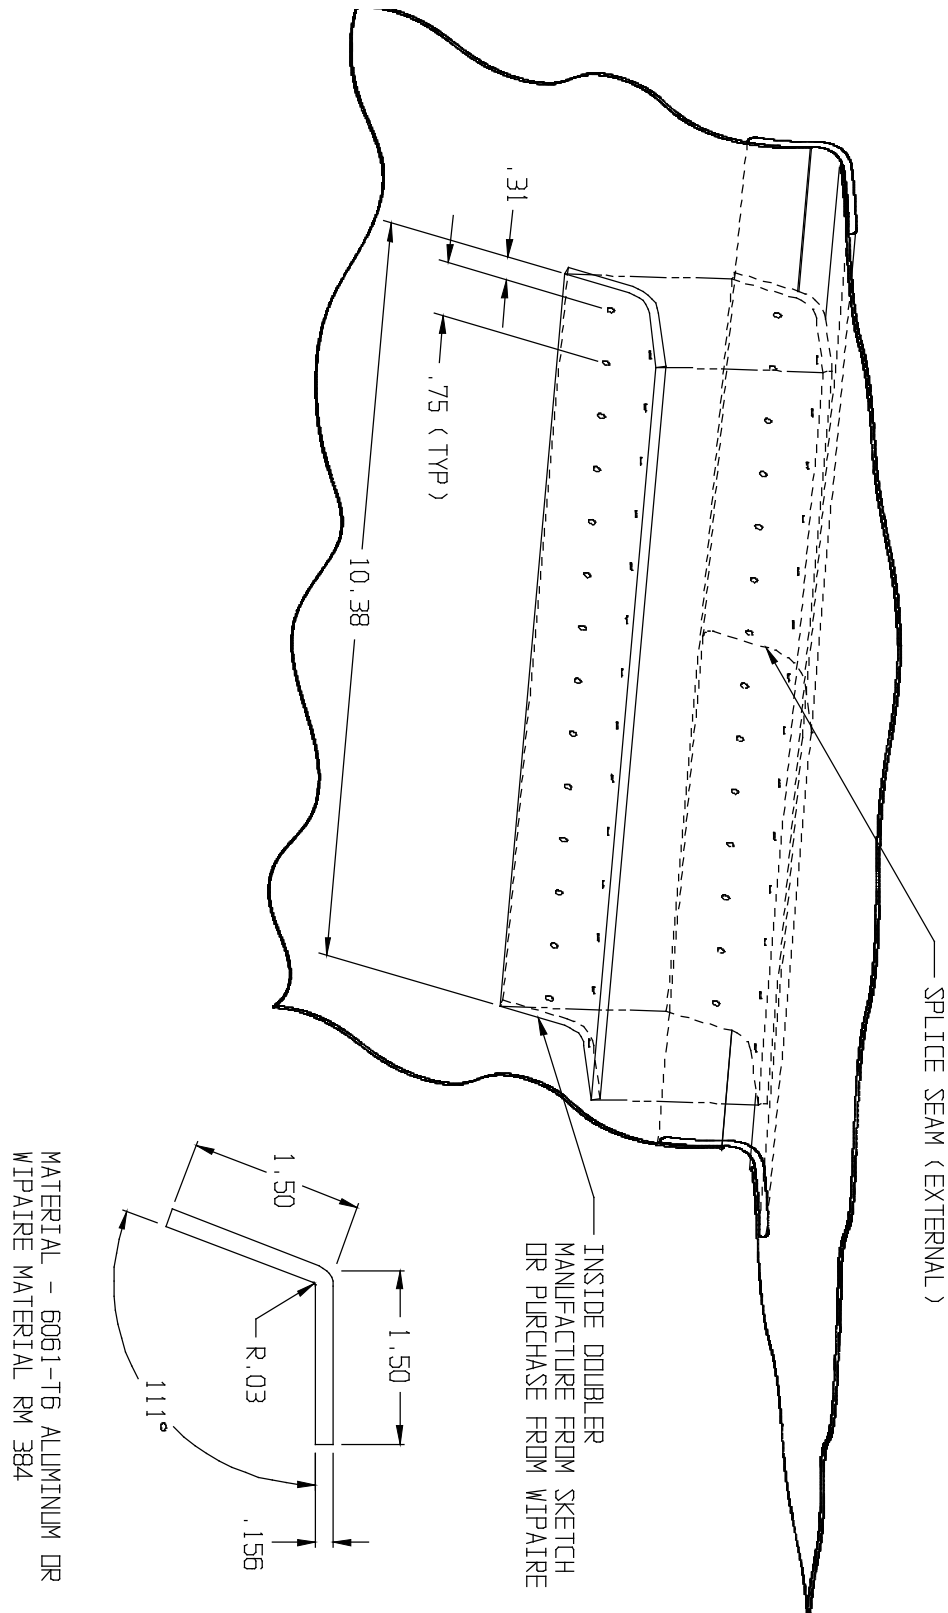 .31
.75 (TYP)
10.38
SPLICE SEAM (EXTERNAL)
INSIDE DOUBLER
MANUFACTURE FROM SKETCH
OR PURCHASE FROM WIPAIRE
1.50
1.50
R.03
111°
.156
MATERIAL - 6061-T6 ALUMINUM OR
WIPAIRE MATERIAL RM 384